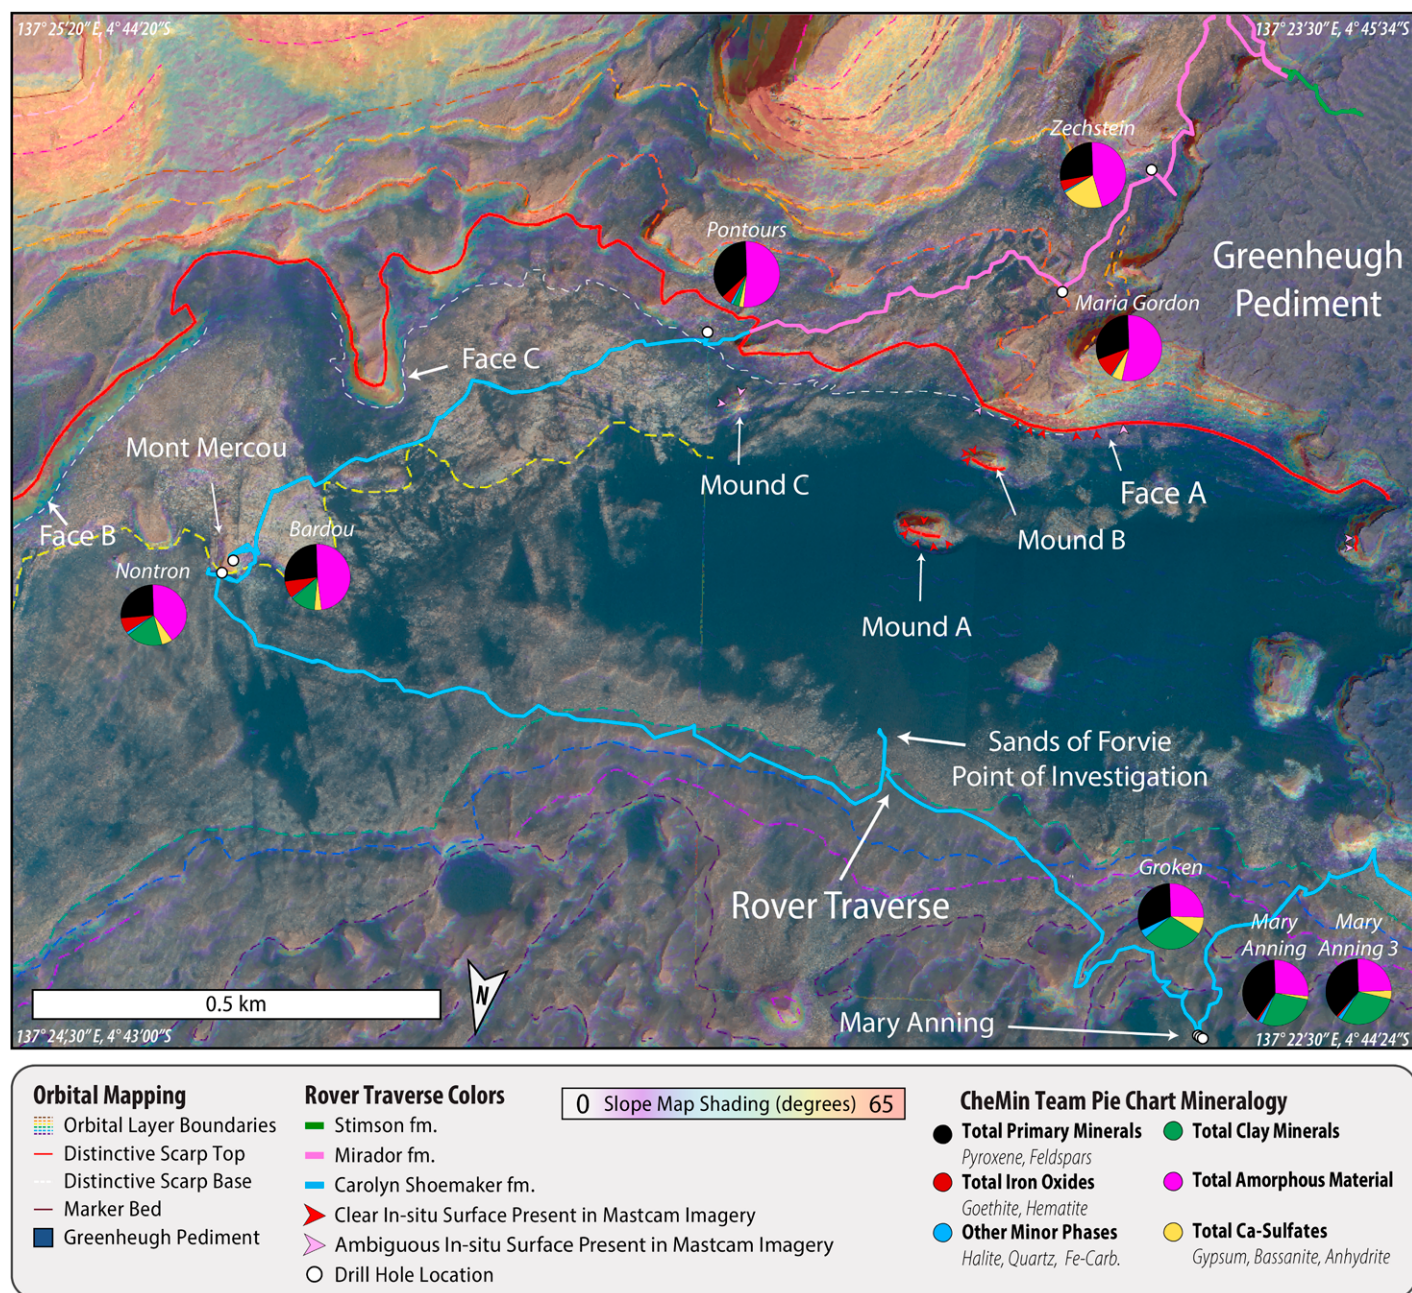 137° 25'20" E, 4° 44'20"S
137° 23'30" E, 4° 45'34"S
Zechstein
Pontours
Greenheugh
Pediment
Maria Gordon
Face C
Mont Mercou
Mound C
Face A
Face B
Bardou
Mound B
Nontron
Mound A
Sands of Forvie
Point of Investigation
Groken
Rover Traverse
Mary
Anning
Mary
Anning 3
N
0.5 km
Mary Anning
137° 24'30" E, 4° 43'00"S
137° 22'30" E, 4° 44'24"S
Orbital Mapping
Orbital Layer Boundaries
Distinctive Scarp Top
Distinctive Scarp Base
Marker Bed
Greenheugh Pediment
Rover Traverse Colors
Stimson fm.
Mirador fm.
Carolyn Shoemaker fm.
Clear In-situ Surface Present in Mastcam Imagery
Ambiguous In-situ Surface Present in Mastcam Imagery
Drill Hole Location
0 Slope Map Shading (degrees) 65
CheMin Team Pie Chart Mineralogy
Total Primary Minerals
Pyroxene, Feldspars
Total Iron Oxides
Goethite, Hematite
Other Minor Phases
Halite, Quartz, Fe-Carb.
Total Clay Minerals
Total Amorphous Material
Total Ca-Sulfates
Gypsum, Bassanite, Anhydrite